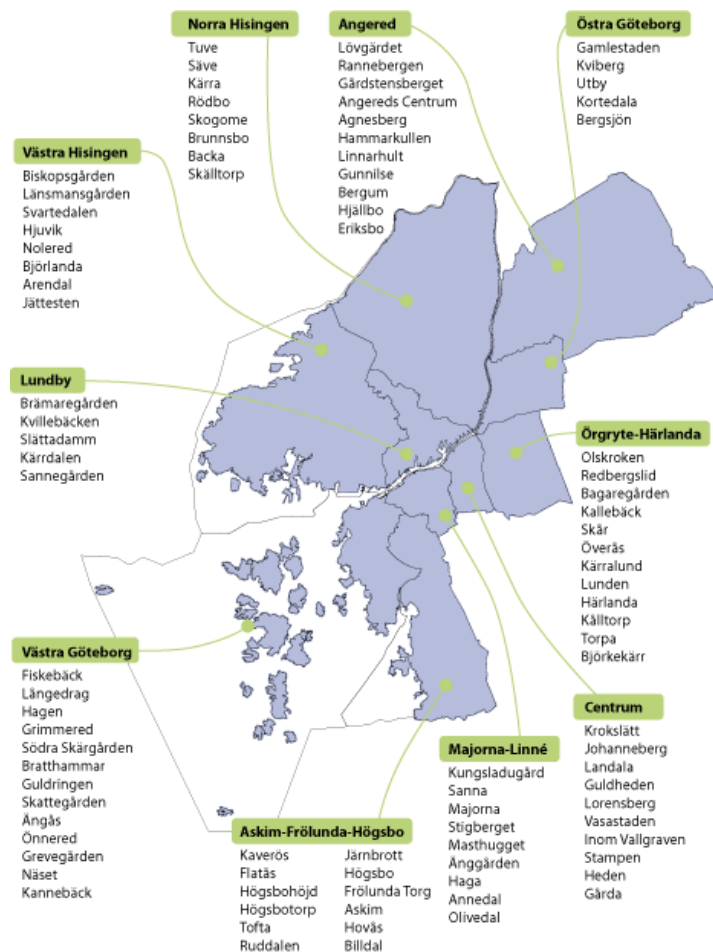 Norra Hisingen
Tuve
Säve
Kärra
Rödbo
Skogome
Brunnsbo
Backa
Skälltorp
Angered
Lövgärdet
Rannebergen
Gårdstensberget
Angereds Centrum
Agnesberg
Hammarkullen
Linnarhult
Gunnilse
Bergum
Hjällbo
Eriksbo
Östra Göteborg
Gamlestaden
Kviberg
Utby
Kortedala
Bergsjön
Västra Hisingen
Biskopsgården
Länsmansgården
Svartedalen
Hjuvik
Nolered
Björlanda
Arendal
Jättesten
Lundby
Brämaregården
Kvillebäcken
Slättadamm
Kärrdalen
Sannegården
Örgryte-Härlanda
Olskroken
Redbergslid
Bagaregården
Kallebäck
Skår
Överås
Kärralund
Lunden
Härlanda
Kålltorp
Torpa
Björkekärr
Västra Göteborg
Fiskebäck
Långedrag
Hagen
Grimmered
Södra Skärgården
Bratthammar
Guldringen
Skattegården
Ängås
Önnered
Grevegården
Näset
Kannebäck
Askim-Frölunda-Högsbo
Kaverös
Flatås
Högsbohöjd
Högsbotorp
Tofta
Ruddalen
Järnbrott
Högsbo
Frölunda Torg
Askim
Hovås
Billdal
Majorna-Linné
Kungsladugård
Sanna
Majorna
Stigberget
Masthugget
Änggården
Haga
Annedal
Olivedal
Centrum
Krokslätt
Johanneberg
Landala
Guldheden
Lorensberg
Vasastaden
Inom Vallgraven
Stampen
Heden
Gårda